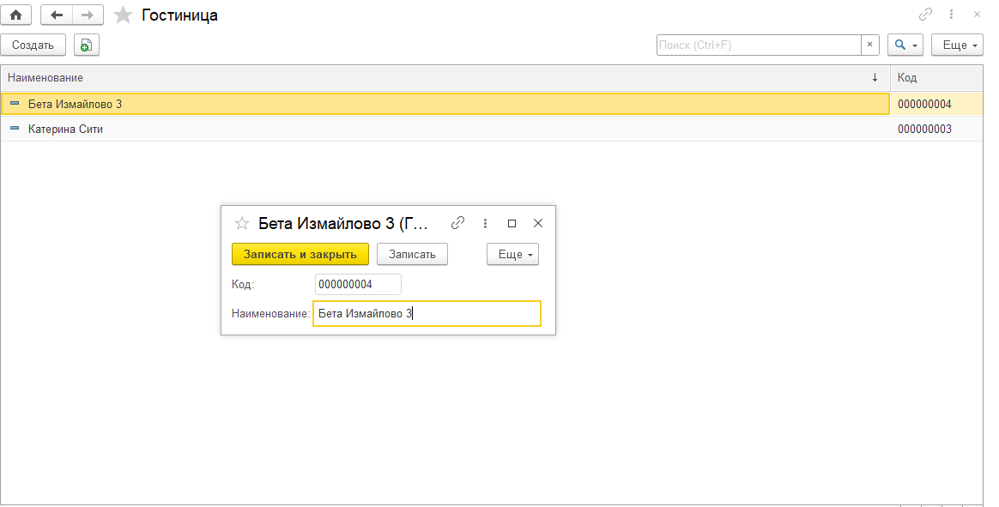 Гостиница
Создать
Поиск (Ctrl+F)
Еще
Наименование
Код
Бета Измайлово 3
000000004
Катерина Сити
000000003
Бета Измайлово 3 (Г...
Записать и закрыть
Записать
Еще
Код:
000000004
Наименование:
Бета Измайлово 3